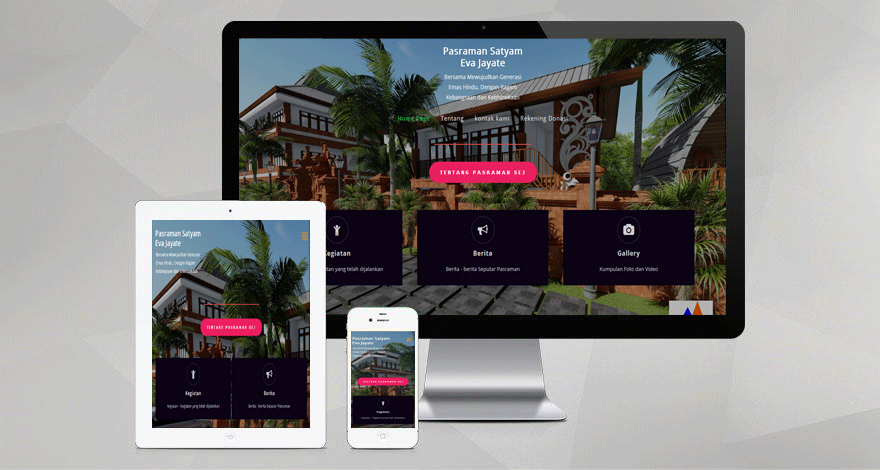 Pasraman Satyam
Eva Jayate
Bersama Mewujudkan Generasi
Emas Hindu, Dengan Ragam
Kebangsaan dan Kebhinekaan
Home Page Tentang kontak kami Rekening Donasi
TENTANG PASRAMAN SEJ
Kegiatan
yang telah dijalankan
Berita
Berita - berita Seputar Pasraman
Gallery
Kumpulan Foto dan Video
Pasraman Satyam
Eva Jayate
Bersama Mewujudkan Generasi
Emas Hindu, Dengan Ragam
Kebangsaan dan Kebhinekaan
TENTANG PASRAMAN SEJ
Kegiatan
Kegiatan - kegiatan yang telah dijalankan
Berita
Berita - berita Seputar Pasraman
Pasraman Satyam
Eva Jayate
TENTANG PASRAMAN SEJ
Kegiatan